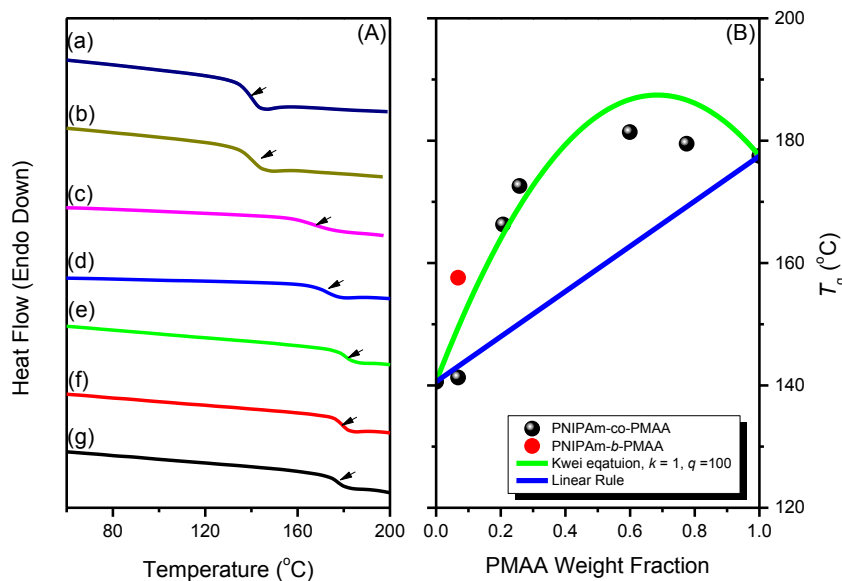 (A)
(a)
(b)
(c)
(d)
(e)
(f)
(g)
Heat Flow (Endo Down)
80 120 160 200
Temperature (°C)
(B)
200
180
160
140
120
T_g (°C)
PNIPAm-co-PMAA
PNIPAm-b-PMAA
Kwei eqatuion, k = 1, q =100
Linear Rule
0.0 0.2 0.4 0.6 0.8 1.0
PMAA Weight Fraction